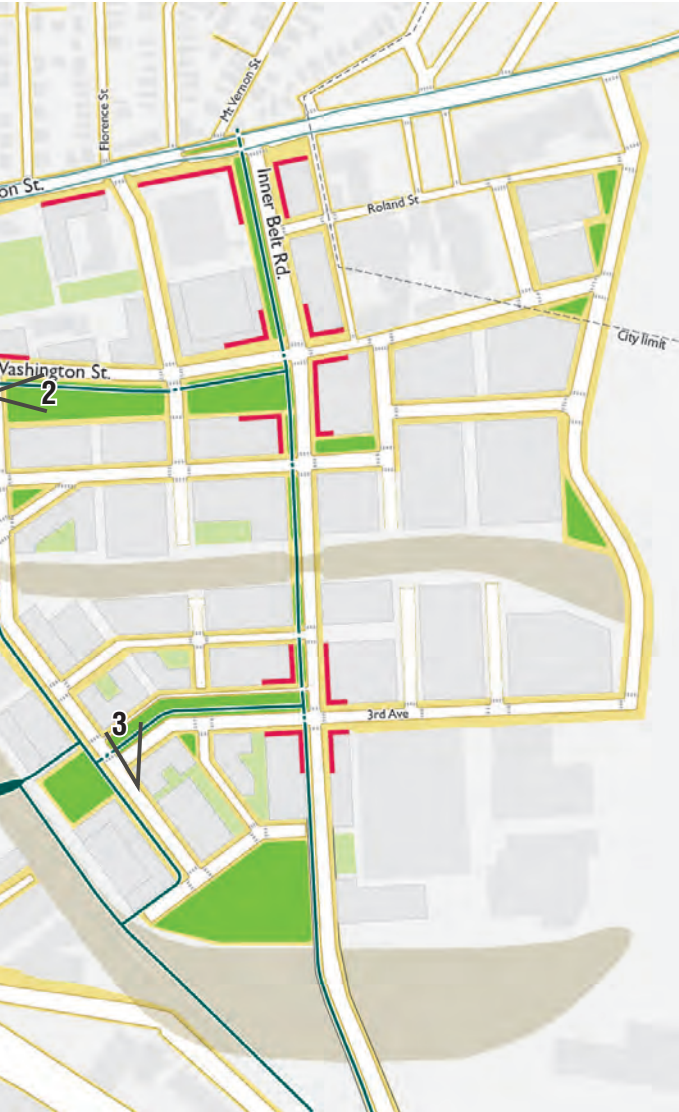 Florence St
Mt Vernon St
on St.
Inner Belt Rd.
Roland St
City limit
Washington St.
2
3rd Ave
3